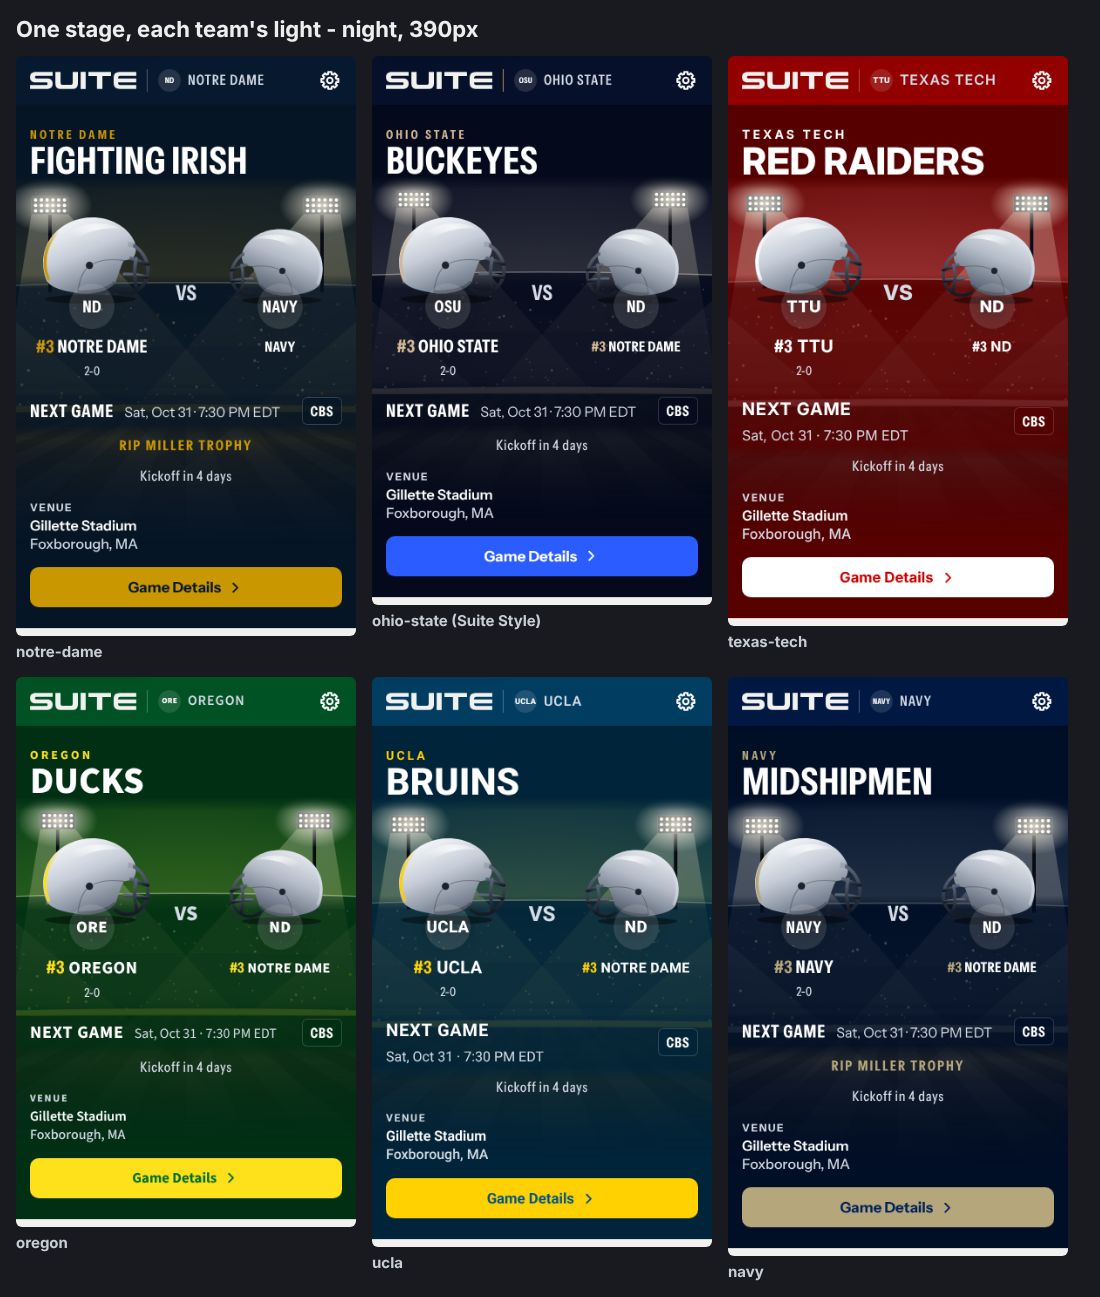 One stage, each team's light - night, 390px
SUITE ND NOTRE DAME
NOTRE DAME
FIGHTING IRISH
ND VS NAVY
#3 NOTRE DAME NAVY
2-0
NEXT GAME Sat, Oct 31 · 7:30 PM EDT CBS
RIP MILLER TROPHY
Kickoff in 4 days
VENUE
Gillette Stadium
Foxborough, MA
Game Details
notre-dame
SUITE OSU OHIO STATE
OHIO STATE
BUCKEYES
OSU VS ND
#3 OHIO STATE #3 NOTRE DAME
2-0
NEXT GAME Sat, Oct 31 · 7:30 PM EDT CBS
Kickoff in 4 days
VENUE
Gillette Stadium
Foxborough, MA
Game Details
ohio-state (Suite Style)
SUITE TTU TEXAS TECH
TEXAS TECH
RED RAIDERS
TTU VS ND
#3 TTU #3 ND
2-0
NEXT GAME
Sat, Oct 31 · 7:30 PM EDT CBS
Kickoff in 4 days
VENUE
Gillette Stadium
Foxborough, MA
Game Details
texas-tech
SUITE ORE OREGON
OREGON
DUCKS
ORE VS ND
#3 OREGON #3 NOTRE DAME
2-0
NEXT GAME Sat, Oct 31 · 7:30 PM EDT CBS
Kickoff in 4 days
VENUE
Gillette Stadium
Foxborough, MA
Game Details
oregon
SUITE UCLA UCLA
UCLA
BRUINS
UCLA VS ND
#3 UCLA #3 NOTRE DAME
2-0
NEXT GAME
Sat, Oct 31 · 7:30 PM EDT CBS
Kickoff in 4 days
VENUE
Gillette Stadium
Foxborough, MA
Game Details
ucla
SUITE NAVY NAVY
NAVY
MIDSHIPMEN
NAVY VS ND
#3 NAVY #3 NOTRE DAME
2-0
NEXT GAME Sat, Oct 31 · 7:30 PM EDT CBS
RIP MILLER TROPHY
Kickoff in 4 days
VENUE
Gillette Stadium
Foxborough, MA
Game Details
navy